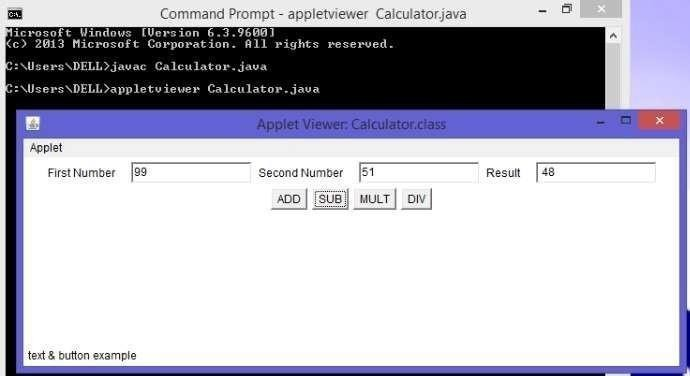 Command Prompt - appletviewer Calculator.java
Microsoft Windows [Version 6.3.9600]
(c) 2013 Microsoft Corporation. All rights reserved.
C:\Users\DELL>javac Calculator.java
C:\Users\DELL>appletviewer Calculator.java
Applet Viewer: Calculator.class
Applet
First Number 99 Second Number 51 Result 48
ADD SUB MULT DIV
text & button example